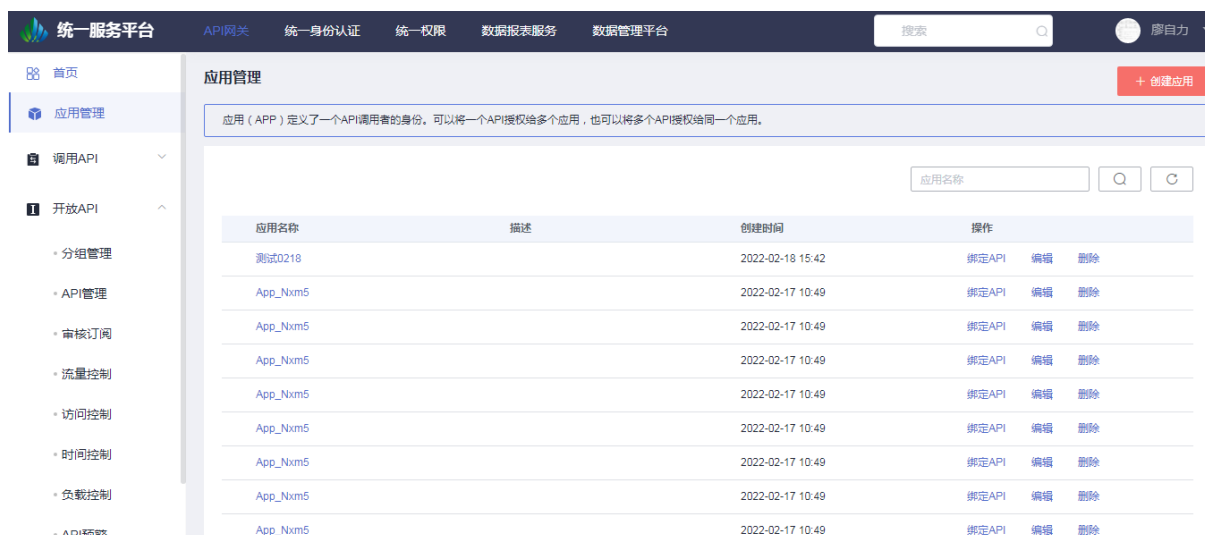 统一服务平台 API网关 统一身份认证 统一权限 数据报表服务 数据管理平台 搜索 廖自力
首页
应用管理
调用API
开放API
分组管理
API管理
审核订阅
流量控制
访问控制
时间控制
负载控制
API预警
应用管理
+ 创建应用
应用（APP）定义了一个API调用者的身份。可以将一个API授权给多个应用，也可以将多个API授权给同一个应用。
应用名称
应用名称 描述 创建时间 操作
测试0218 2022-02-18 15:42 绑定API 编辑 删除
App_Nxm5 2022-02-17 10:49 绑定API 编辑 删除
App_Nxm5 2022-02-17 10:49 绑定API 编辑 删除
App_Nxm5 2022-02-17 10:49 绑定API 编辑 删除
App_Nxm5 2022-02-17 10:49 绑定API 编辑 删除
App_Nxm5 2022-02-17 10:49 绑定API 编辑 删除
App_Nxm5 2022-02-17 10:49 绑定API 编辑 删除
App_Nxm5 2022-02-17 10:49 绑定API 编辑 删除
App_Nxm5 2022-02-17 10:49 绑定API 编辑 删除